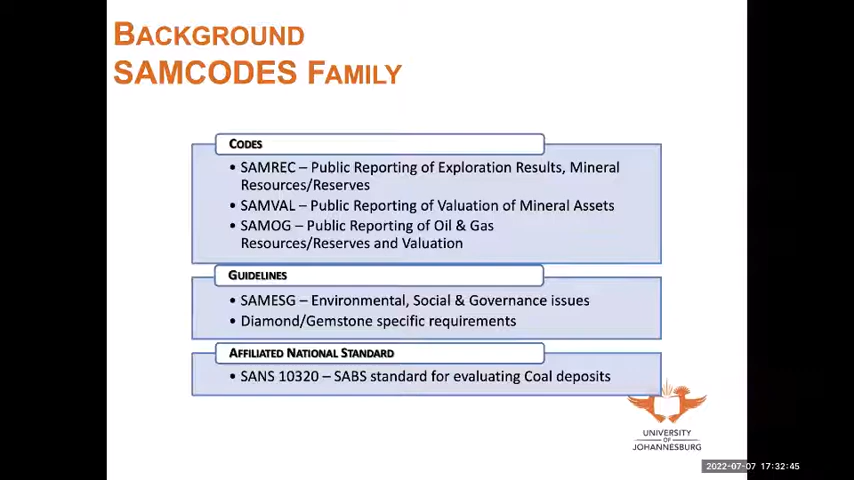 BACKGROUND
SAMCODES FAMILY
CODES
• SAMREC – Public Reporting of Exploration Results, Mineral
Resources/Reserves
• SAMVAL – Public Reporting of Valuation of Mineral Assets
• SAMOG – Public Reporting of Oil & Gas
Resources/Reserves and Valuation
GUIDELINES
• SAMESG – Environmental, Social & Governance issues
• Diamond/Gemstone specific requirements
AFFILIATED NATIONAL STANDARD
• SANS 10320 – SABS standard for evaluating Coal deposits
UNIVERSITY
OF
JOHANNESBURG
2022-07-07 17:32:45